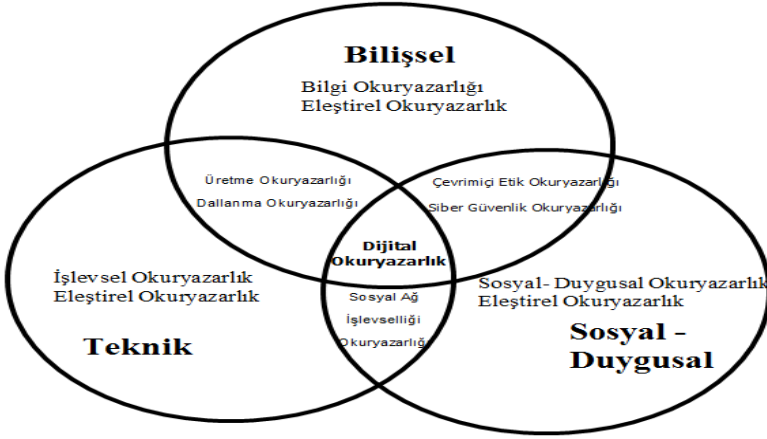 Bilişsel
Bilgi Okuryazarlığı
Eleştirel Okuryazarlık
Üretme Okuryazarlığı
Dallanma Okuryazarlığı
Çevrimiçi Etik Okuryazarlığı
Siber Güvenlik Okuryazarlığı
Dijital
Okuryazarlık
İşlevsel Okuryazarlık
Eleştirel Okuryazarlık
Teknik
Sosyal Ağ
İşlevselliği
Okuryazarlığı
Sosyal- Duygusal Okuryazarlık
Eleştirel Okuryazarlık
Sosyal -
Duygusal